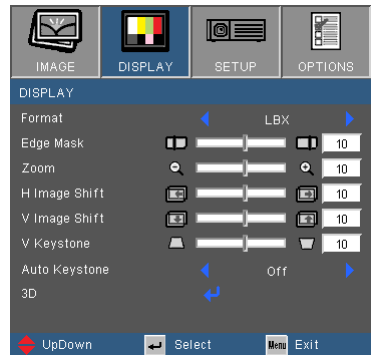 IMAGE DISPLAY SETUP OPTIONS
DISPLAY
Format LBX
Edge Mask 10
Zoom 10
H Image Shift 10
V Image Shift 10
V Keystone 10
Auto Keystone Off
3D
UpDown Select Menu Exit